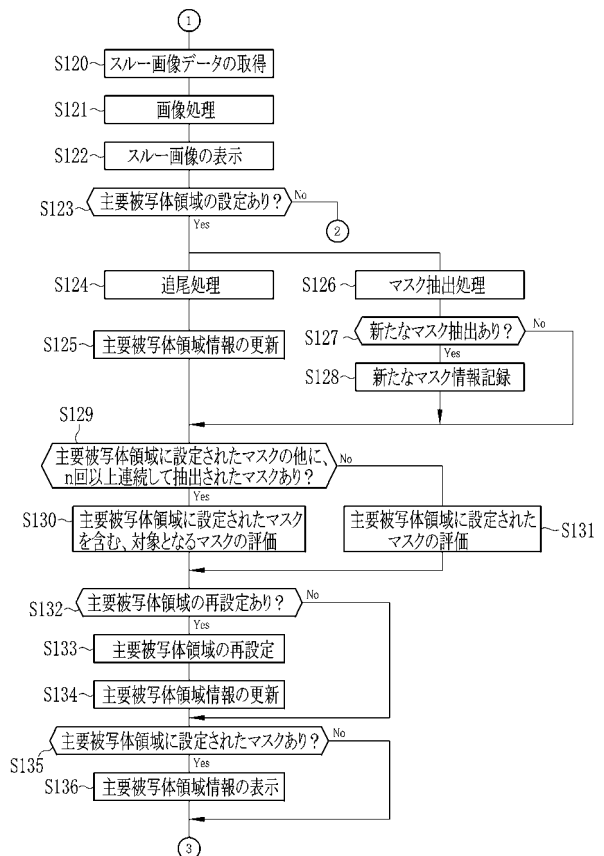 1
S120
スルー画像データの取得
S121
画像処理
S122
スルー画像の表示
S123
主要被写体領域の設定あり?
No
Yes
2
S124
追尾処理
S126
マスク抽出処理
S125
主要被写体領域情報の更新
S127
新たなマスク抽出あり?
No
Yes
S128
新たなマスク情報記録
S129
主要被写体領域に設定されたマスクの他に、
n回以上連続して抽出されたマスクあり?
No
Yes
S130
主要被写体領域に設定されたマスク
を含む、対象となるマスクの評価
主要被写体領域に設定された
マスクの評価
S131
S132
主要被写体領域の再設定あり?
No
Yes
S133
主要被写体領域の再設定
S134
主要被写体領域情報の更新
主要被写体領域に設定されたマスクあり?
No
S135
Yes
S136
主要被写体領域情報の表示
3